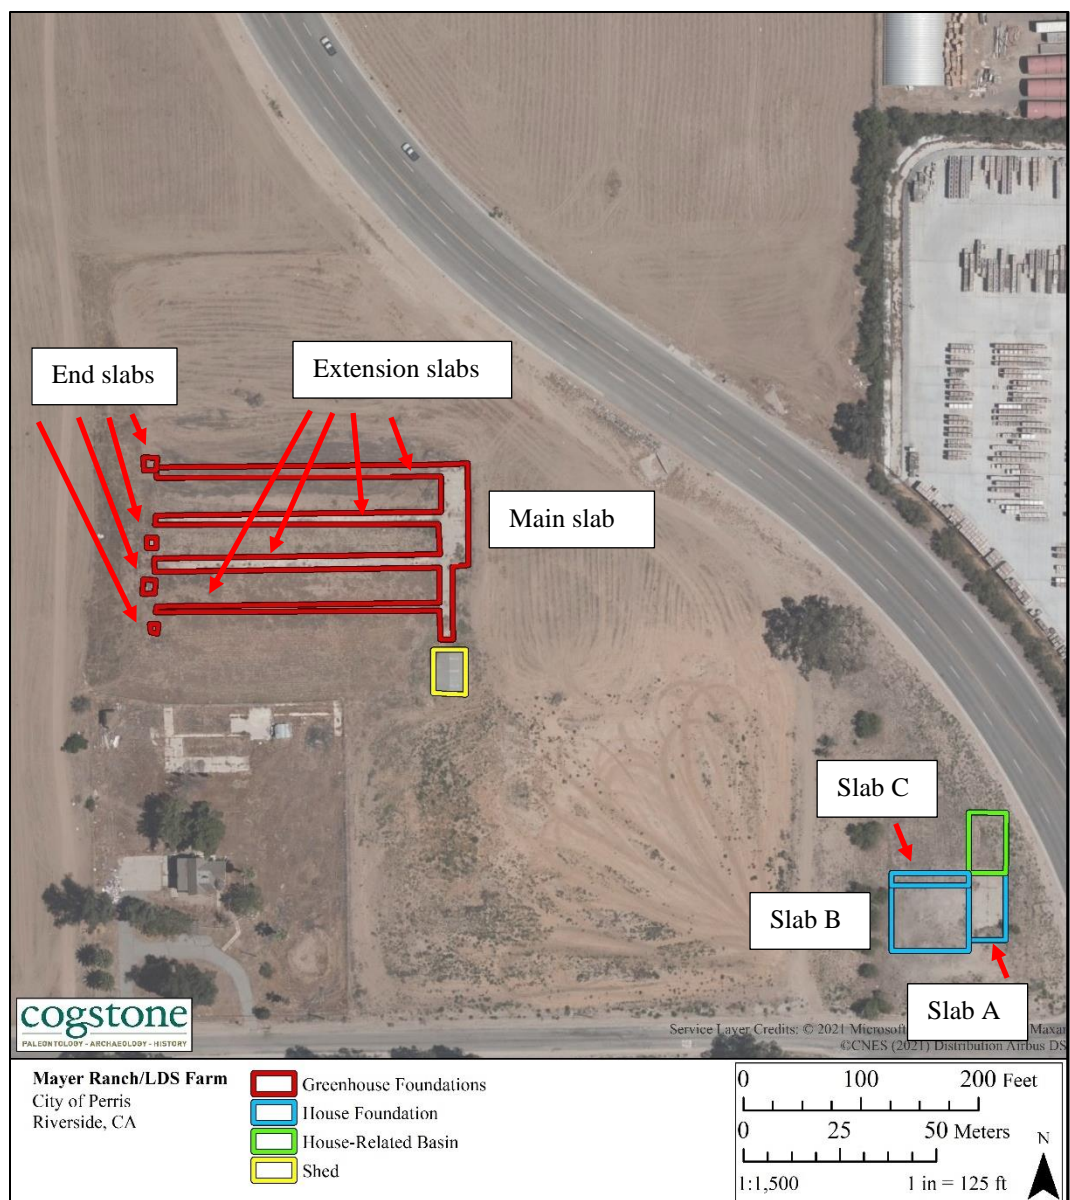 End slabs
Extension slabs
Main slab
Slab C
Slab B
Slab A
cogstone
PALEONTOLOGY - ARCHAEOLOGY - HISTORY
Service Layer Credits: © 2021 Microsoft Maxar
©CNES (2021) Distribution Airbus DS
Mayer Ranch/LDS Farm
City of Perris
Riverside, CA
Greenhouse Foundations
House Foundation
House-Related Basin
Shed
0 100 200 Feet
0 25 50 Meters
N
1:1,500 1 in = 125 ft